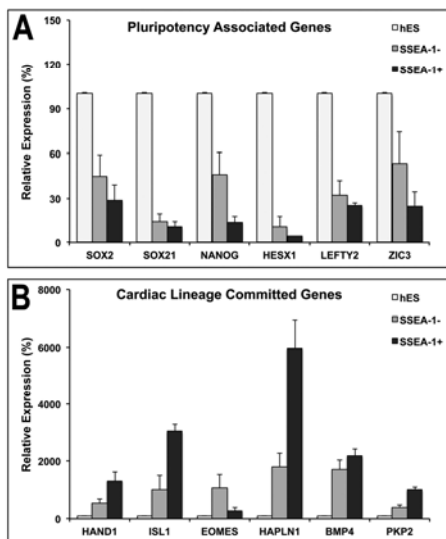 A
Pluripotency Associated Genes
150
120
90
60
30
0
Relative Expression (%)
hES
SSEA-1-
SSEA-1+
SOX2 SOX21 NANOG HESX1 LEFTY2 ZIC3
B
Cardiac Lineage Committed Genes
8000
6000
4000
2000
0
Relative Expression (%)
hES
SSEA-1-
SSEA-1+
HAND1 ISL1 EOMES HAPLN1 BMP4 PKP2